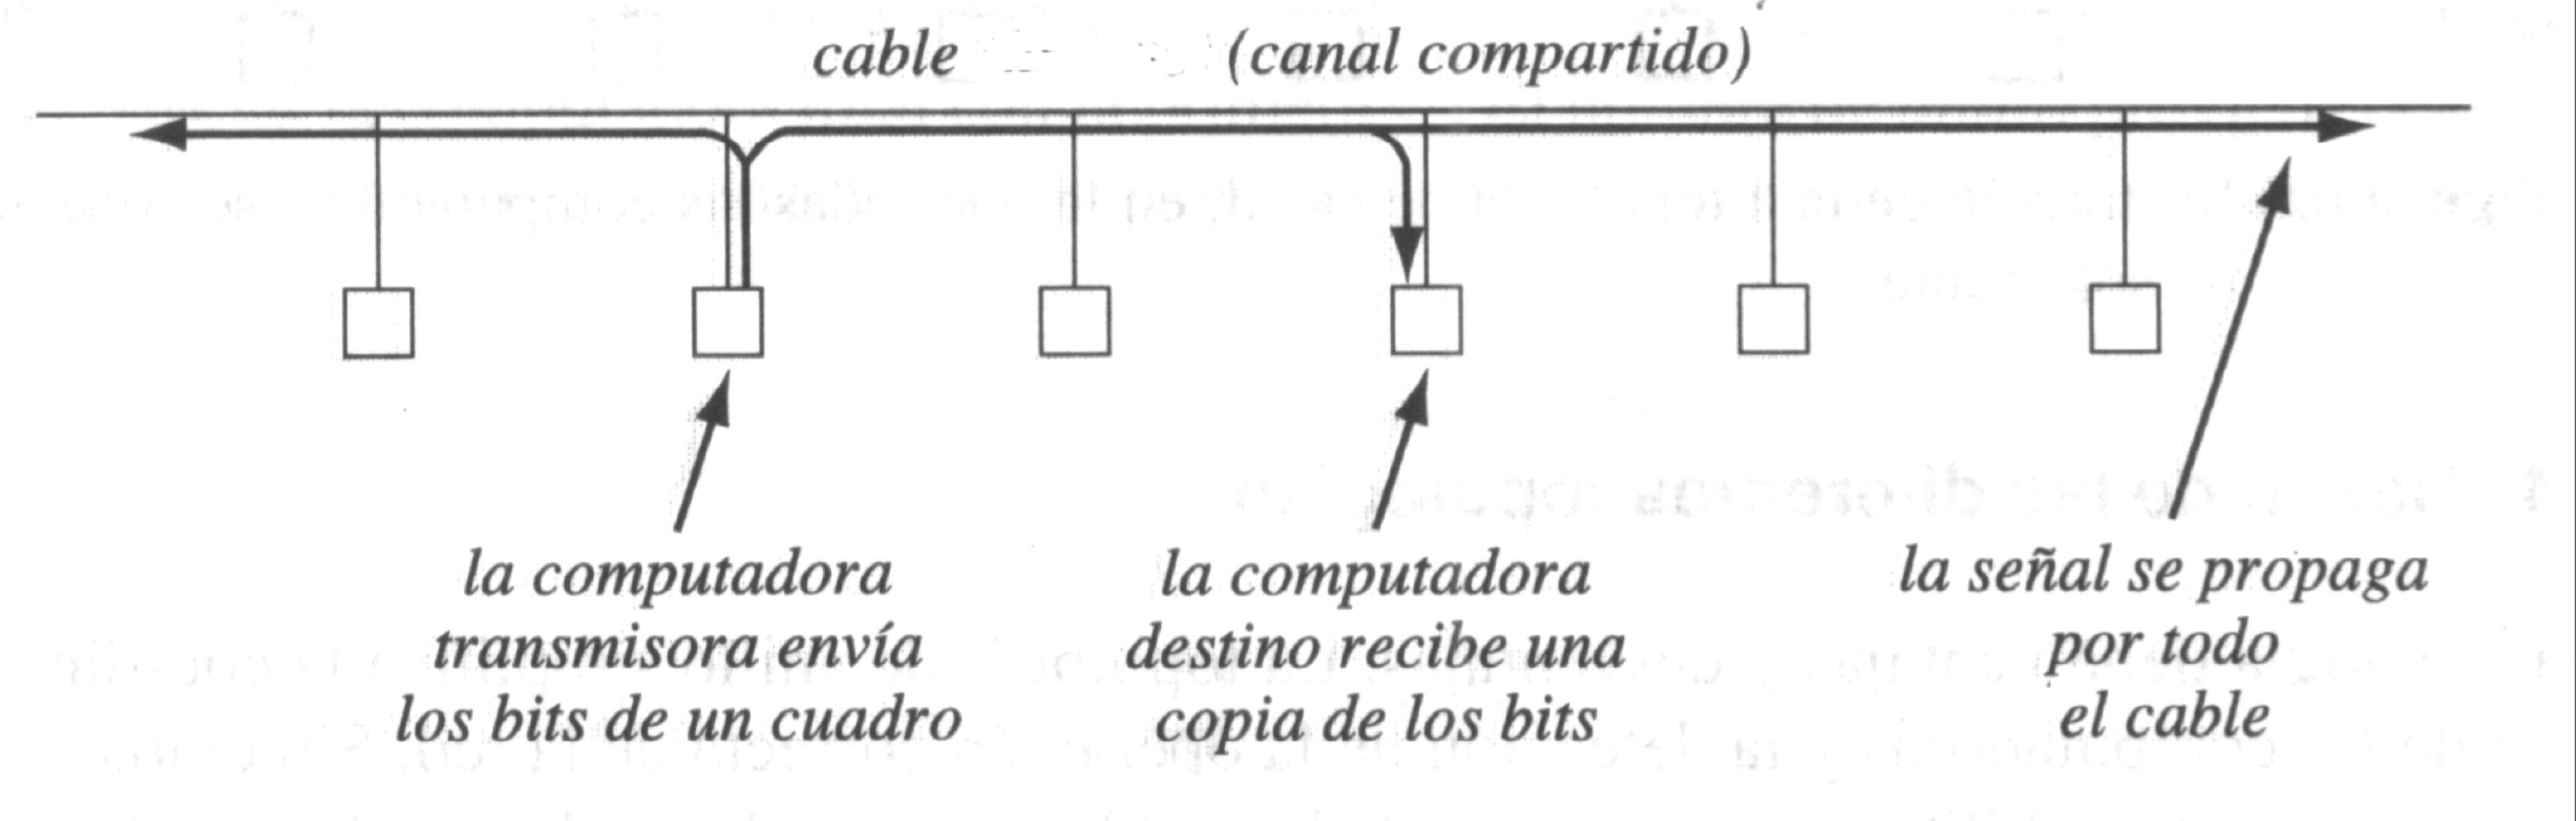 cable (canal compartido)
la computadora
transmisora envía
los bits de un cuadro
la computadora
destino recibe una
copia de los bits
la señal se propaga
por todo
el cable